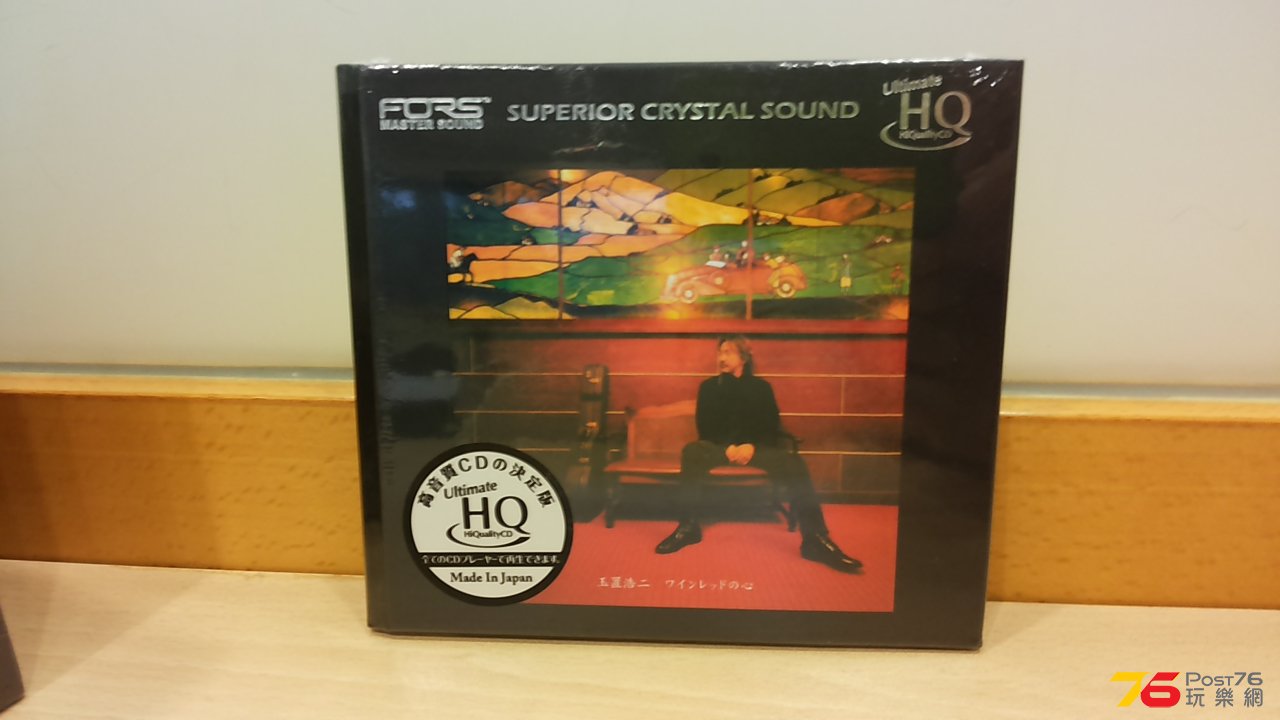 FORS™
MASTER SOUND
SUPERIOR CRYSTAL SOUND
Ultimate
HQ
HiQualityCD
高音質CDの決定版
Ultimate
HQ
HiQualityCD
全てのCDプレーヤーで再生できます。
Made In Japan
玉置浩二 ワインレッドの心
76 Post76
玩樂網